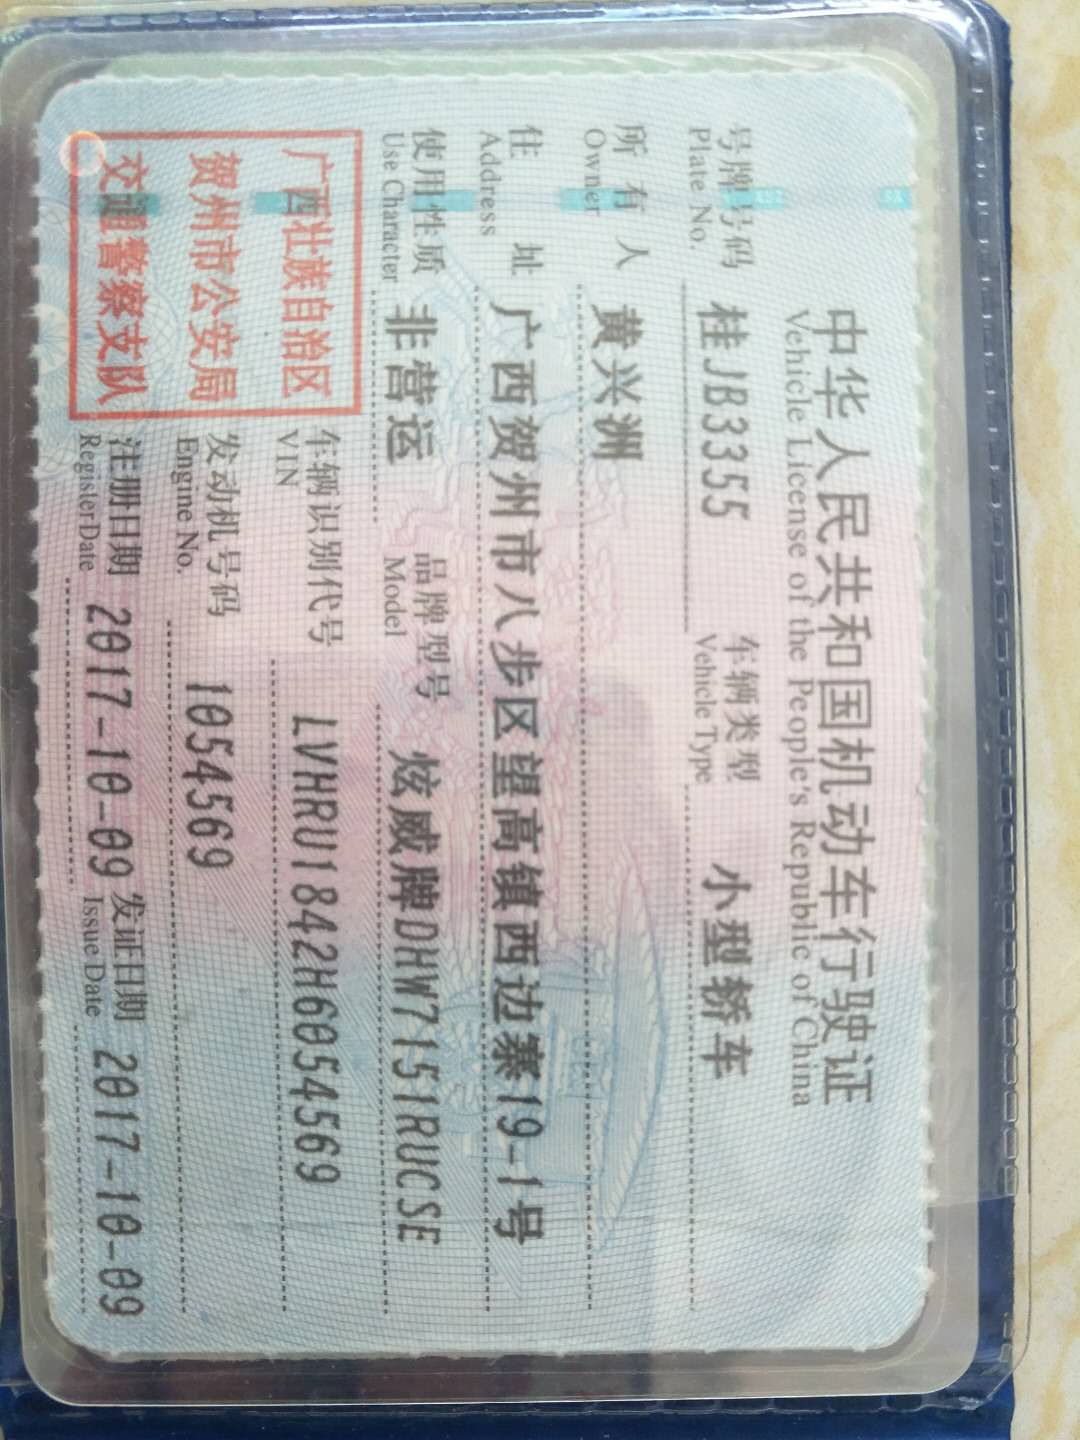 中华人民共和国机动车行驶证
Vehicle License of the People's Republic of China
号牌号码 桂JB3355 车辆类型 小型轿车
Plate No. Vehicle Type
所有人 黄兴洲
Owner
住址 广西贺州市八步区望高镇西边寨19-1号
Address
使用性质 非营运 品牌型号 炫威牌DHW7151RUCSE
Use Character Model
广西壮族自治区
贺州市公安局
交通警察支队
车辆识别代号 LVHRU1842H6054569
VIN
发动机号码 1054569
Engine No.
注册日期 2017-10-09 发证日期 2017-10-09
Register Date Issue Date